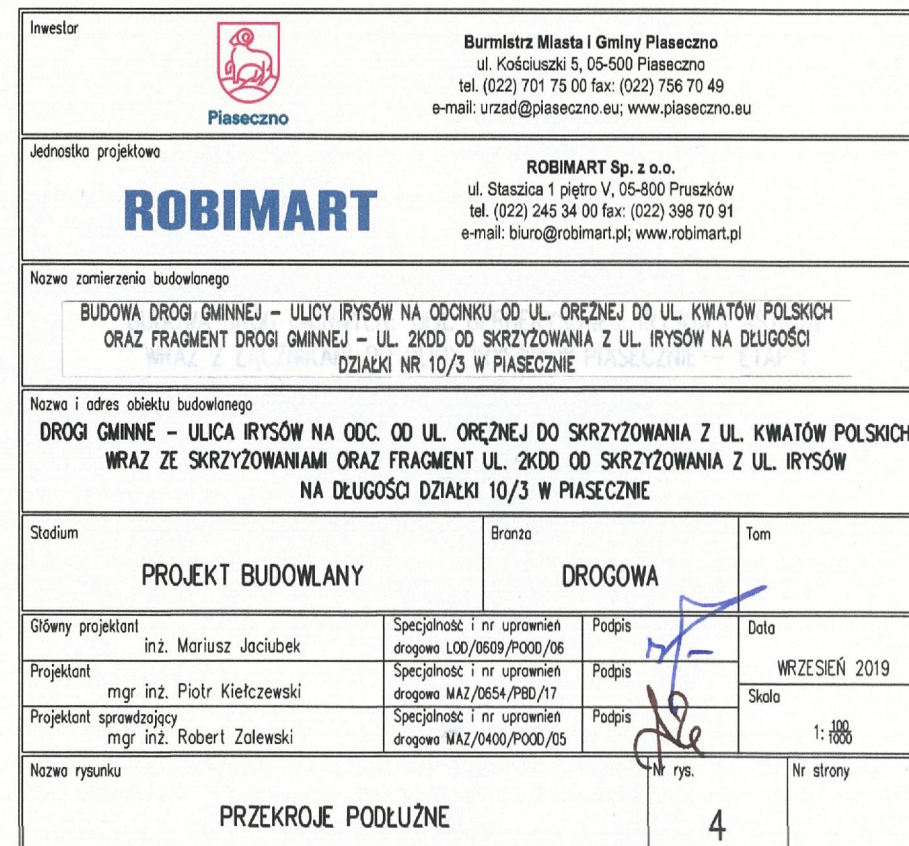 Inwestor
Piaseczno
Burmistrz Miasta i Gminy Piaseczno
ul. Kościuszki 5, 05-500 Piaseczno
tel. (022) 701 75 00 fax: (022) 756 70 49
e-mail: urzad@piaseczno.eu; www.piaseczno.eu
Jednostka projektowa
ROBIMART
ROBIMART Sp. z o.o.
ul. Staszica 1 piętro V, 05-800 Pruszków
tel. (022) 245 34 00 fax: (022) 398 70 91
e-mail: biuro@robimart.pl; www.robimart.pl
Nazwa zamierzenia budowlanego
BUDOWA DROGI GMINNEJ – ULICY IRYSÓW NA ODCINKU OD UL. ORĘŻNEJ DO UL. KWIATÓW POLSKICH
ORAZ FRAGMENT DROGI GMINNEJ – UL. 2KDD OD SKRZYŻOWANIA Z UL. IRYSÓW NA DŁUGOŚCI
DZIAŁKI NR 10/3 W PIASECZNIE
Nazwa i adres obiektu budowlanego
DROGI GMINNE – ULICA IRYSÓW NA ODC. OD UL. ORĘŻNEJ DO SKRZYŻOWANIA Z UL. KWIATÓW POLSKICH
WRAZ ZE SKRZYŻOWANIAMI ORAZ FRAGMENT UL. 2KDD OD SKRZYŻOWANIA Z UL. IRYSÓW
NA DŁUGOŚCI DZIAŁKI 10/3 W PIASECZNIE
Stadium
PROJEKT BUDOWLANY
Branża
DROGOWA
Tom
Główny projektant
inż. Mariusz Jaciubek
Specjalność i nr uprawnień
drogowa LOD/0609/POOD/06
Podpis
Data
WRZESIEŃ 2019
Projektant
mgr inż. Piotr Kiełczewski
Specjalność i nr uprawnień
drogowa MAZ/0654/PBD/17
Podpis
Skala
1: 100/1000
Projektant sprawdzający
mgr inż. Robert Zalewski
Specjalność i nr uprawnień
drogowa MAZ/0400/POOD/05
Podpis
Nazwa rysunku
PRZEKROJE PODŁUŻNE
Nr rys.
4
Nr strony